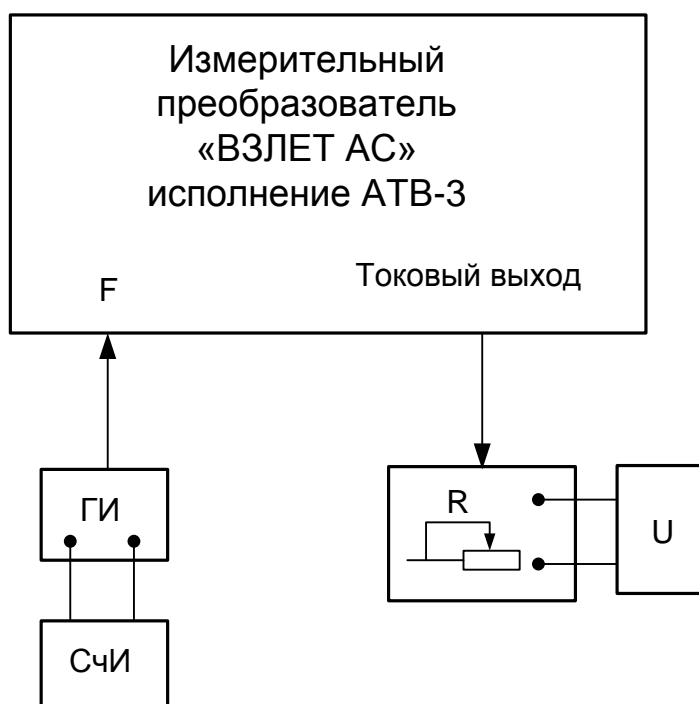 Измерительный
преобразователь
«ВЗЛЕТ АС»
исполнение АТВ-3
F
Токовый выход
ГИ
R
U
СчИ